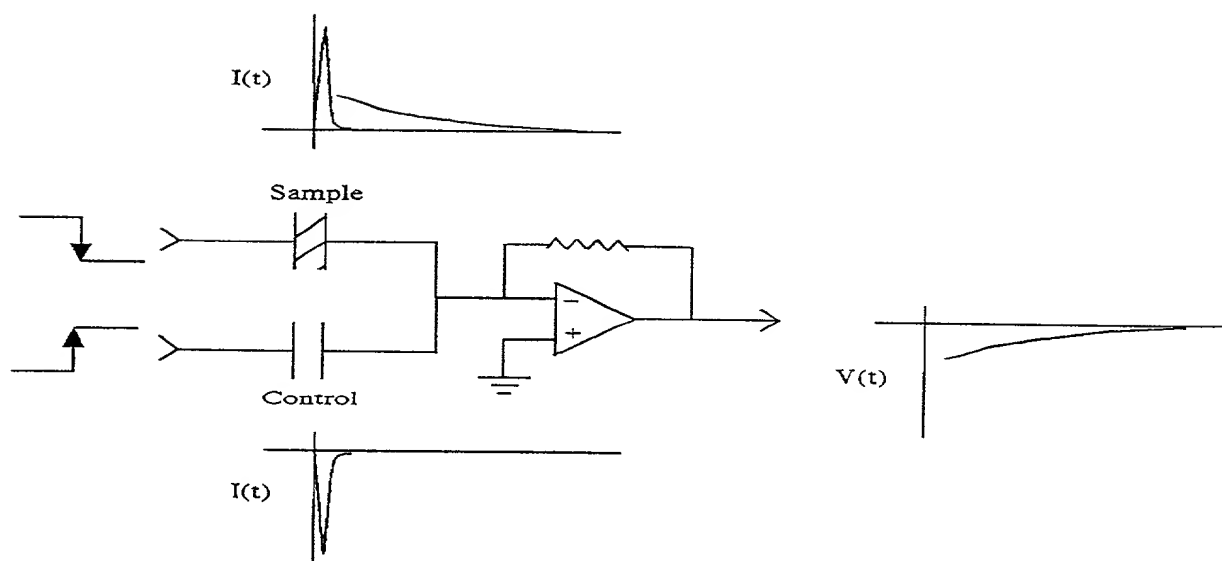 I(t)
Sample
−
+
V(t)
Control
I(t)